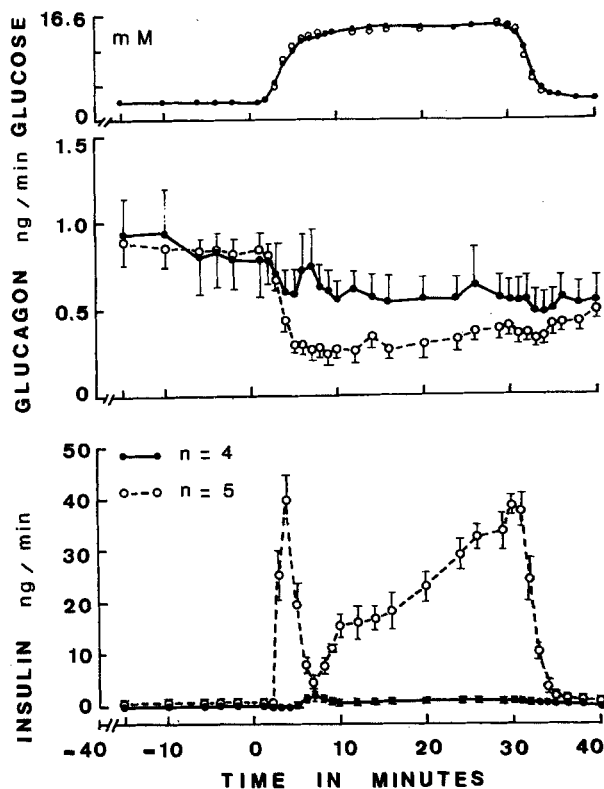 GLUCOSE
16.6
mM
0
GLUCAGON ng / min
1.5
1.0
0.5
0
INSULIN ng / min
50
40
30
20
10
0
n = 4
n = 5
-40 -10 0 10 20 30 40
TIME IN MINUTES